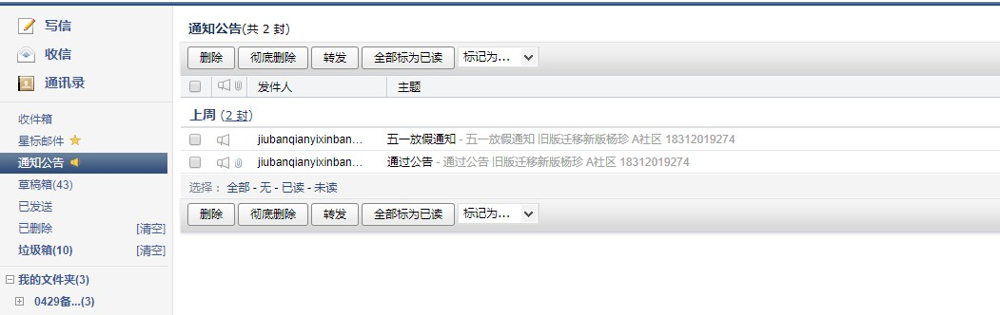 写信
收信
通讯录
收件箱
星标邮件
通知公告
草稿箱(43)
已发送
已删除 [清空]
垃圾箱(10) [清空]
我的文件夹(3)
0429备...(3)
通知公告(共 2 封)
删除 彻底删除 转发 全部标为已读 标记为...
发件人 主题
上周 (2 封)
jiubanqianyixinban... 五一放假通知 - 五一放假通知 旧版迁移新版杨珍 A社区 18312019274
jiubanqianyixinban... 通过公告 - 通过公告 旧版迁移新版杨珍 A社区 18312019274
选择： 全部 - 无 - 已读 - 未读
删除 彻底删除 转发 全部标为已读 标记为...